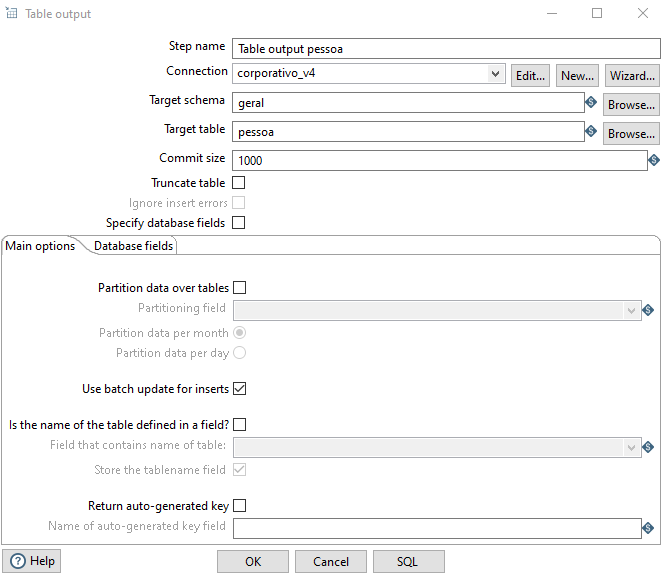 Table output
Step name Table output pessoa
Connection corporativo_v4 Edit... New... Wizard...
Target schema geral S Browse...
Target table pessoa S Browse...
Commit size 1000 S
Truncate table
Ignore insert errors
Specify database fields
Main options Database fields
Partition data over tables
Partitioning field S
Partition data per month
Partition data per day
Use batch update for inserts
Is the name of the table defined in a field?
Field that contains name of table: S
Store the tablename field
Return auto-generated key
Name of auto-generated key field S
? Help OK Cancel SQL